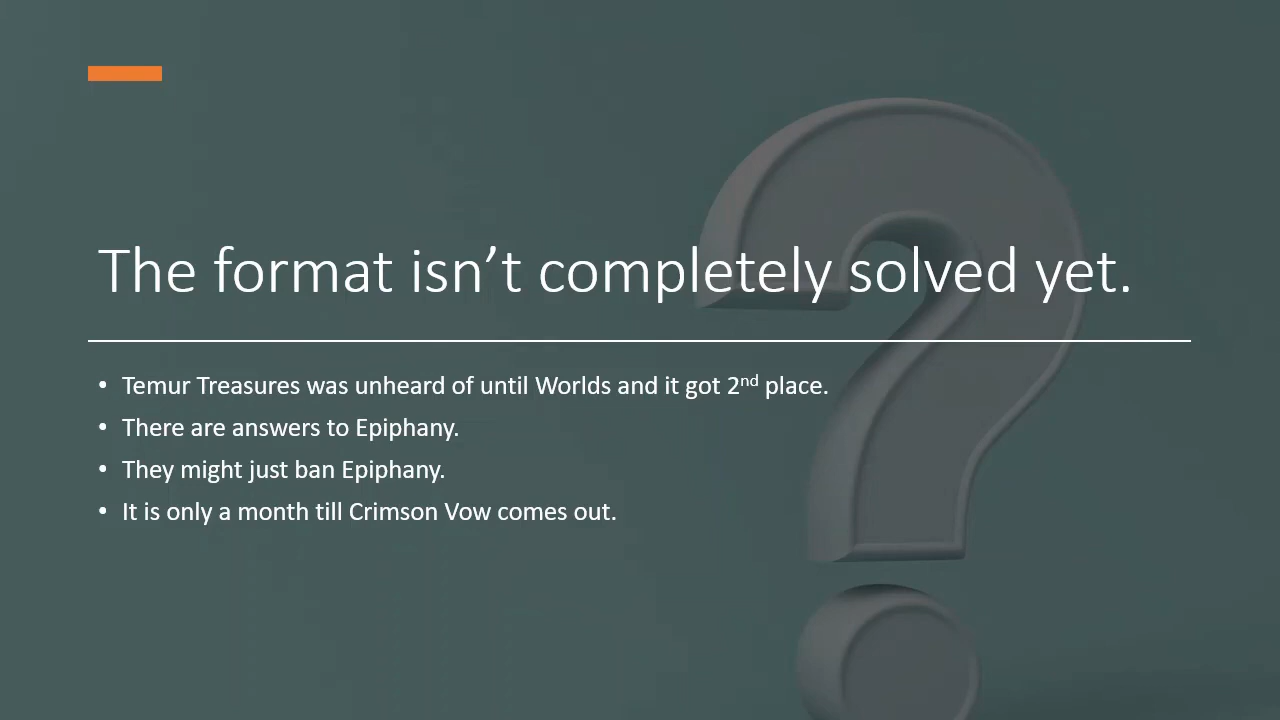 The format isn’t completely solved yet.
• Temur Treasures was unheard of until Worlds and it got 2nd place.
• There are answers to Epiphany.
• They might just ban Epiphany.
• It is only a month till Crimson Vow comes out.